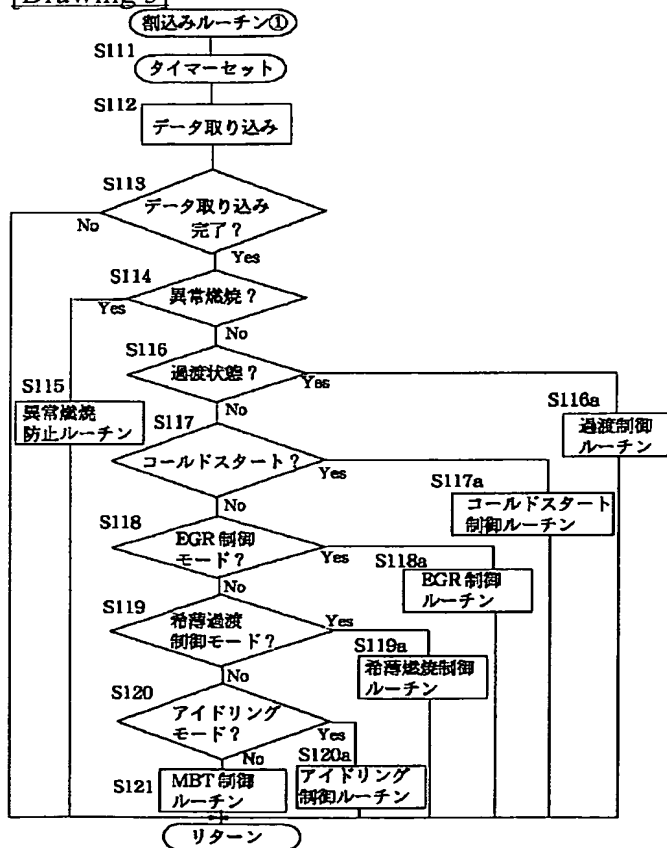 [Drawing 5]
割込みルーチン①
S111
タイマーセット
S112
データ取り込み
S113
データ取り込み
完了？
No
Yes
S114
異常燃焼？
Yes
No
S116
過渡状態？
Yes
No
S115
異常燃焼
防止ルーチン
S116a
過渡制御
ルーチン
S117
コールドスタート？
Yes
No
S117a
コールドスタート
制御ルーチン
S118
EGR制御
モード？
Yes
No
S118a
EGR制御
ルーチン
S119
希薄過渡
制御モード？
Yes
No
S119a
希薄燃焼制御
ルーチン
S120
アイドリング
モード？
Yes
No
S120a
アイドリング
制御ルーチン
S121
MBT制御
ルーチン
リターン